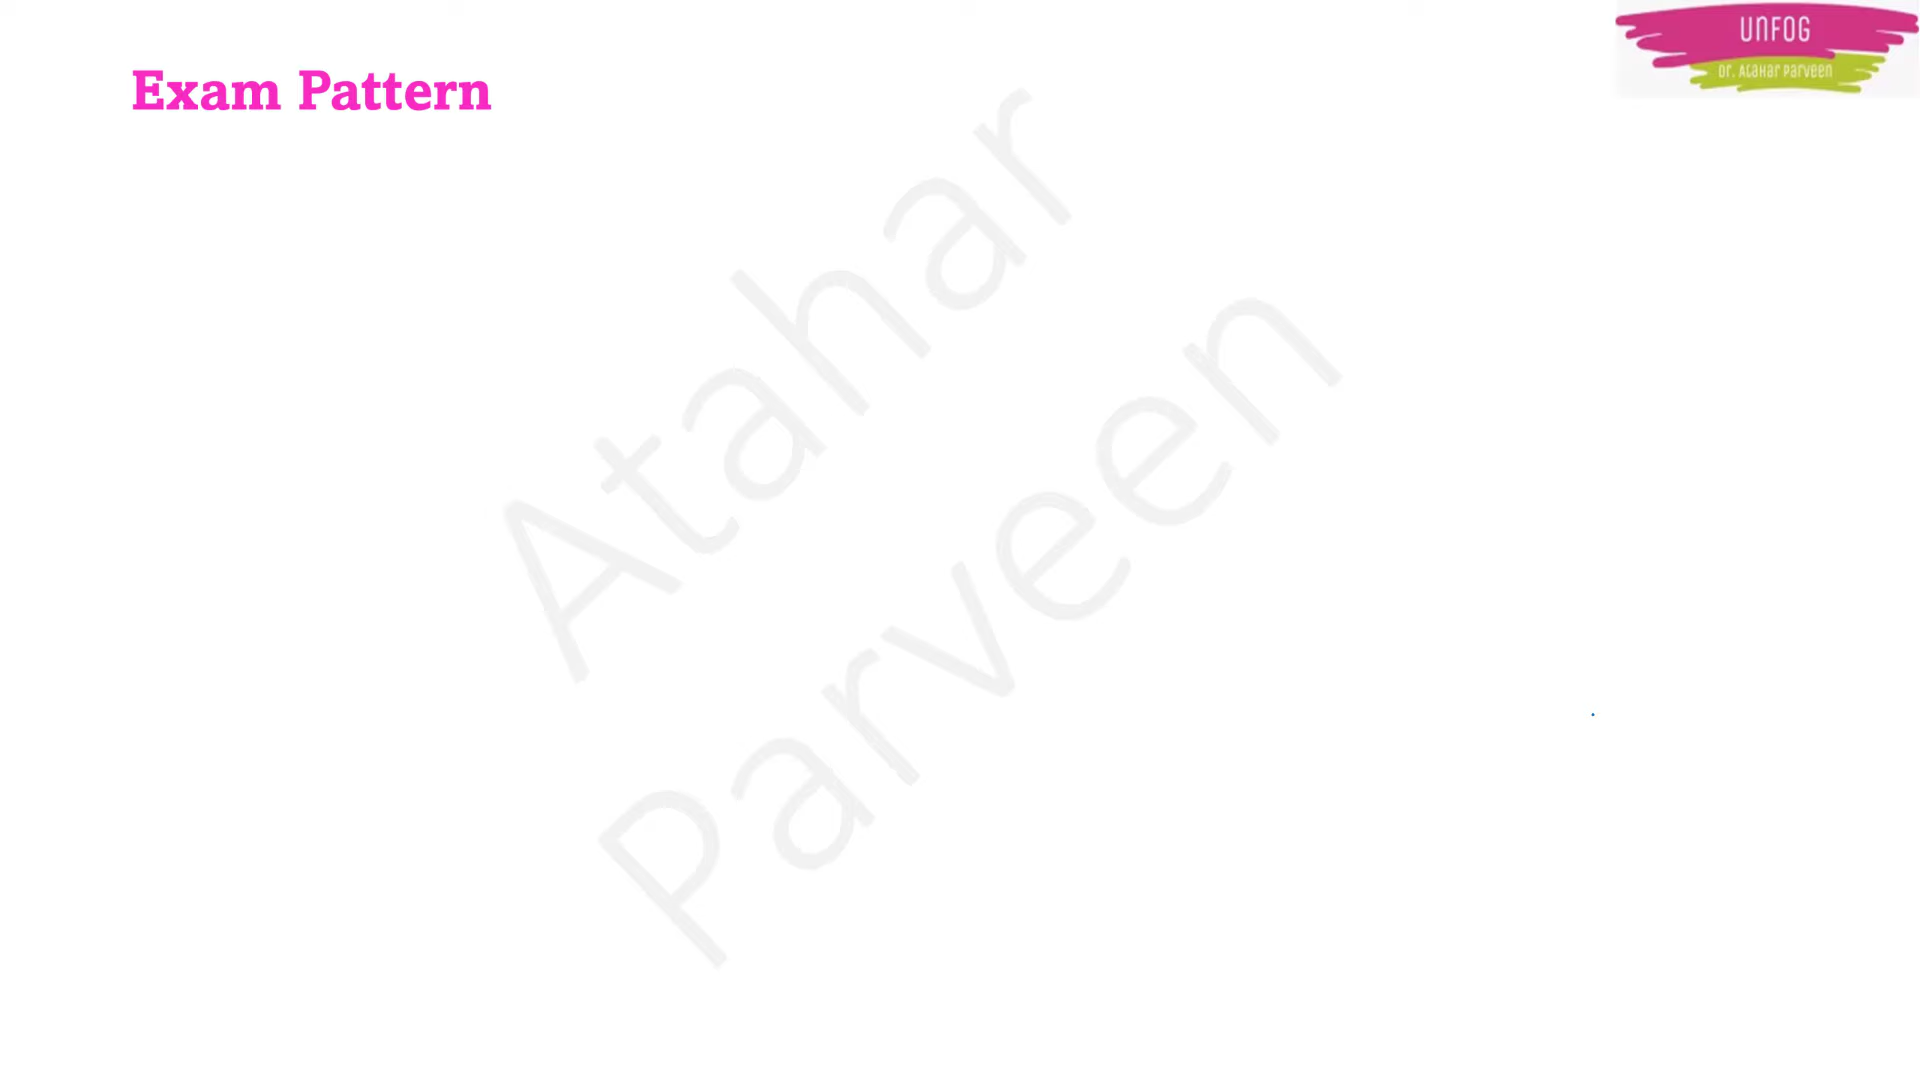 UNFOG
Dr. Atahar Parveen
Exam Pattern
Atahar
Parveen